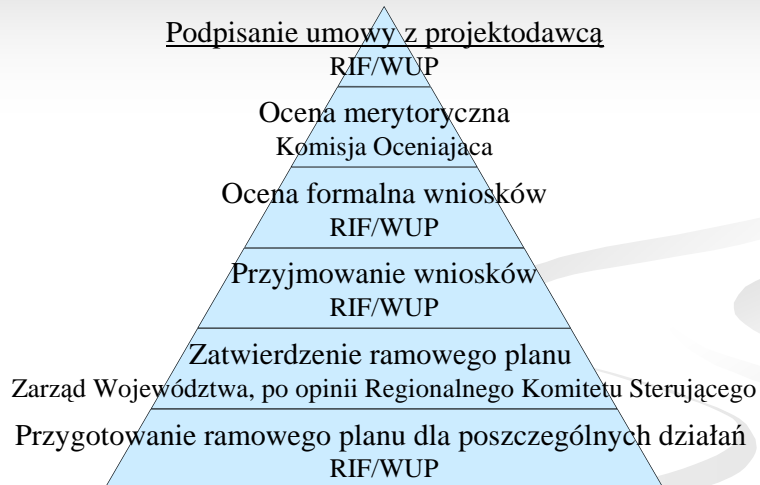 Podpisanie umowy z projektodawcą
RIF/WUP
Ocena merytoryczna
Komisja Oceniajaca
Ocena formalna wniosków
RIF/WUP
Przyjmowanie wniosków
RIF/WUP
Zatwierdzenie ramowego planu
Zarząd Województwa, po opinii Regionalnego Komitetu Sterującego
Przygotowanie ramowego planu dla poszczególnych działań
RIF/WUP